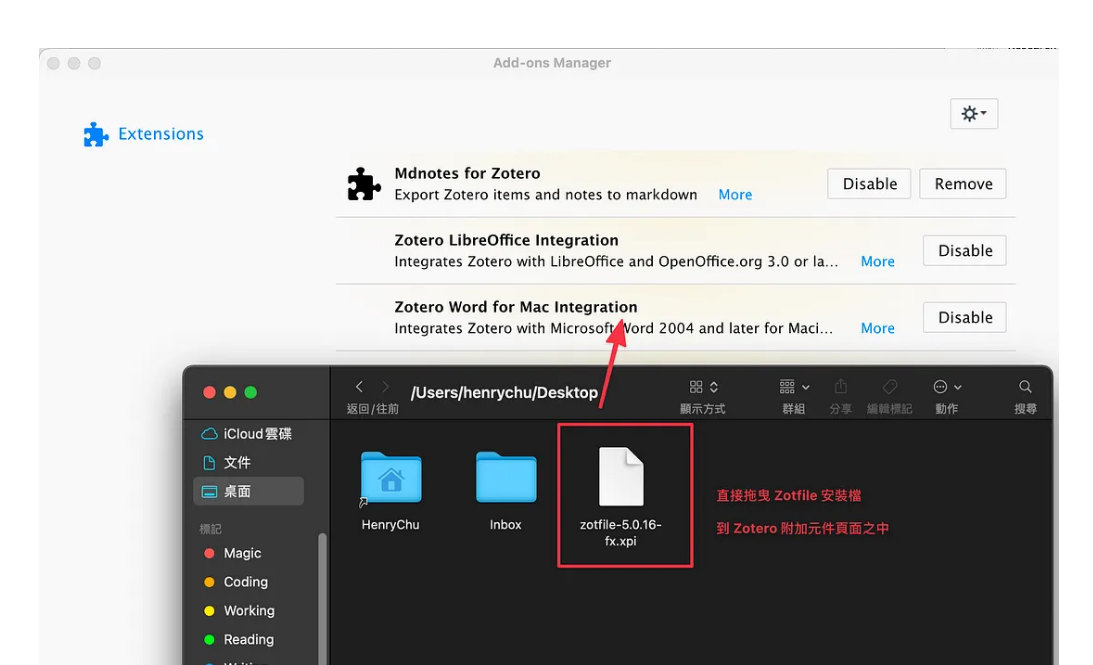 Add-ons Manager
Extensions
Mdnotes for Zotero
Export Zotero items and notes to markdown More
Disable
Remove
Zotero LibreOffice Integration
Integrates Zotero with LibreOffice and OpenOffice.org 3.0 or la... More
Disable
Zotero Word for Mac Integration
Integrates Zotero with Microsoft Word 2004 and later for Maci... More
Disable
/Users/henrychu/Desktop
返回/往前
顯示方式
群組
分享
編輯標記
動作
搜尋
iCloud雲碟
文件
桌面
標記
Magic
Coding
Working
Reading
HenryChu
Inbox
zotfile-5.0.16-
fx.xpi
直接拖曳 Zotfile 安裝檔
到 Zotero 附加元件頁面之中